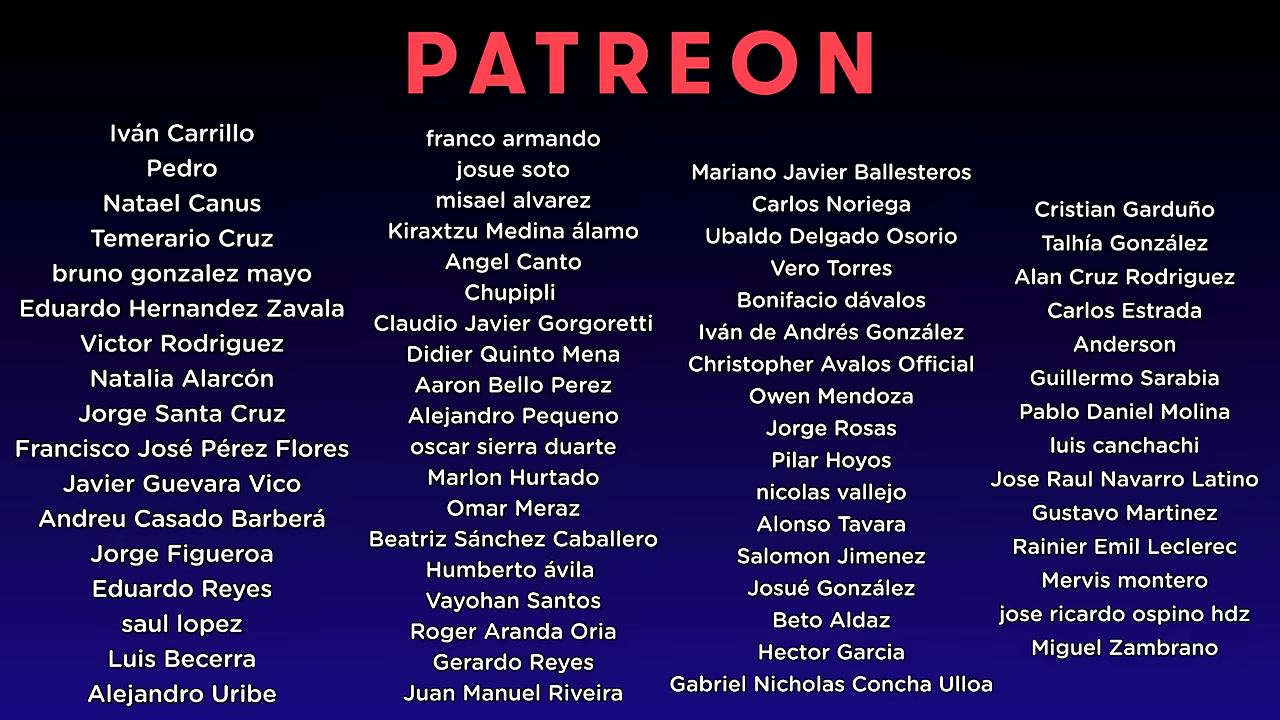 PATREON
Iván Carrillo
Pedro
Natael Canus
Temerario Cruz
bruno gonzalez mayo
Eduardo Hernandez Zavala
Victor Rodriguez
Natalia Alarcón
Jorge Santa Cruz
Francisco José Pérez Flores
Javier Guevara Vico
Andreu Casado Barberá
Jorge Figueroa
Eduardo Reyes
saul lopez
Luis Becerra
Alejandro Uribe
franco armando
josue soto
misael alvarez
Kiraxtzu Medina álamo
Angel Canto
Chupipli
Claudio Javier Gorgoretti
Didier Quinto Mena
Aaron Bello Perez
Alejandro Pequeno
oscar sierra duarte
Marlon Hurtado
Omar Meraz
Beatriz Sánchez Caballero
Humberto ávila
Vayohan Santos
Roger Aranda Oria
Gerardo Reyes
Juan Manuel Riveira
Mariano Javier Ballesteros
Carlos Noriega
Ubaldo Delgado Osorio
Vero Torres
Bonifacio dávalos
Iván de Andrés González
Christopher Avalos Official
Owen Mendoza
Jorge Rosas
Pilar Hoyos
nicolas vallejo
Alonso Tavara
Salomon Jimenez
Josué González
Beto Aldaz
Hector Garcia
Gabriel Nicholas Concha Ulloa
Cristian Garduño
Talhía González
Alan Cruz Rodriguez
Carlos Estrada
Anderson
Guillermo Sarabia
Pablo Daniel Molina
luis canchachi
Jose Raul Navarro Latino
Gustavo Martinez
Rainier Emil Leclerec
Mervis montero
jose ricardo ospino hdz
Miguel Zambrano